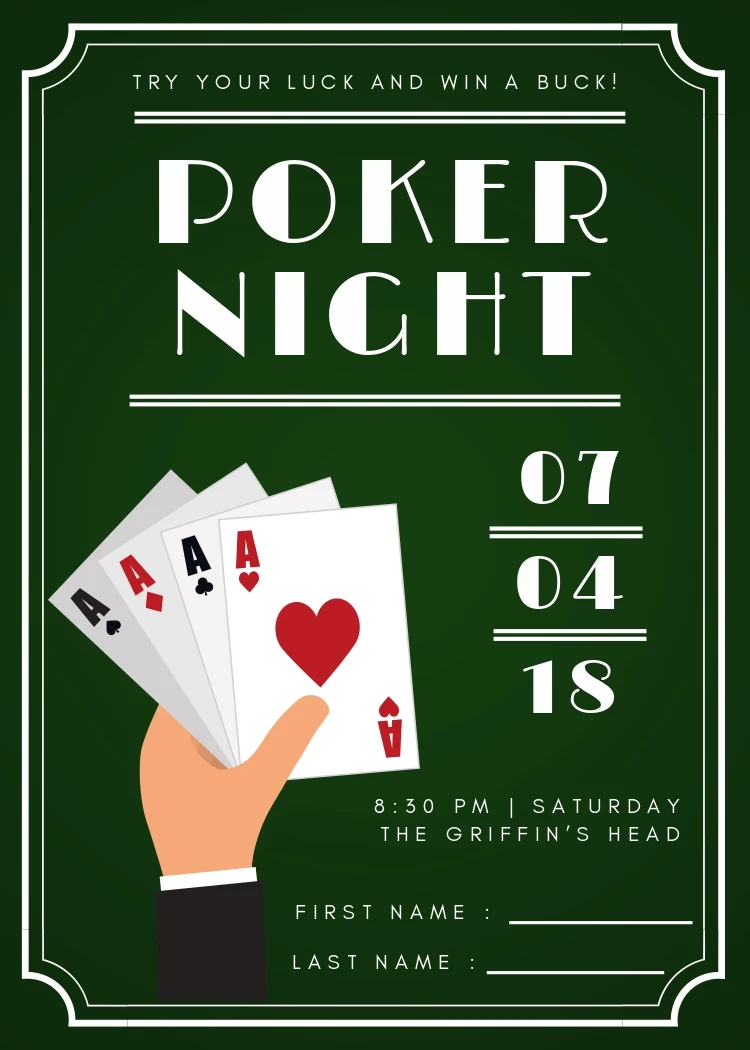 TRY YOUR LUCK AND WIN A BUCK!
POKER
NIGHT
07
04
18
A
A
A
A
A
8:30 PM | SATURDAY
THE GRIFFIN'S HEAD
FIRST NAME :
LAST NAME :